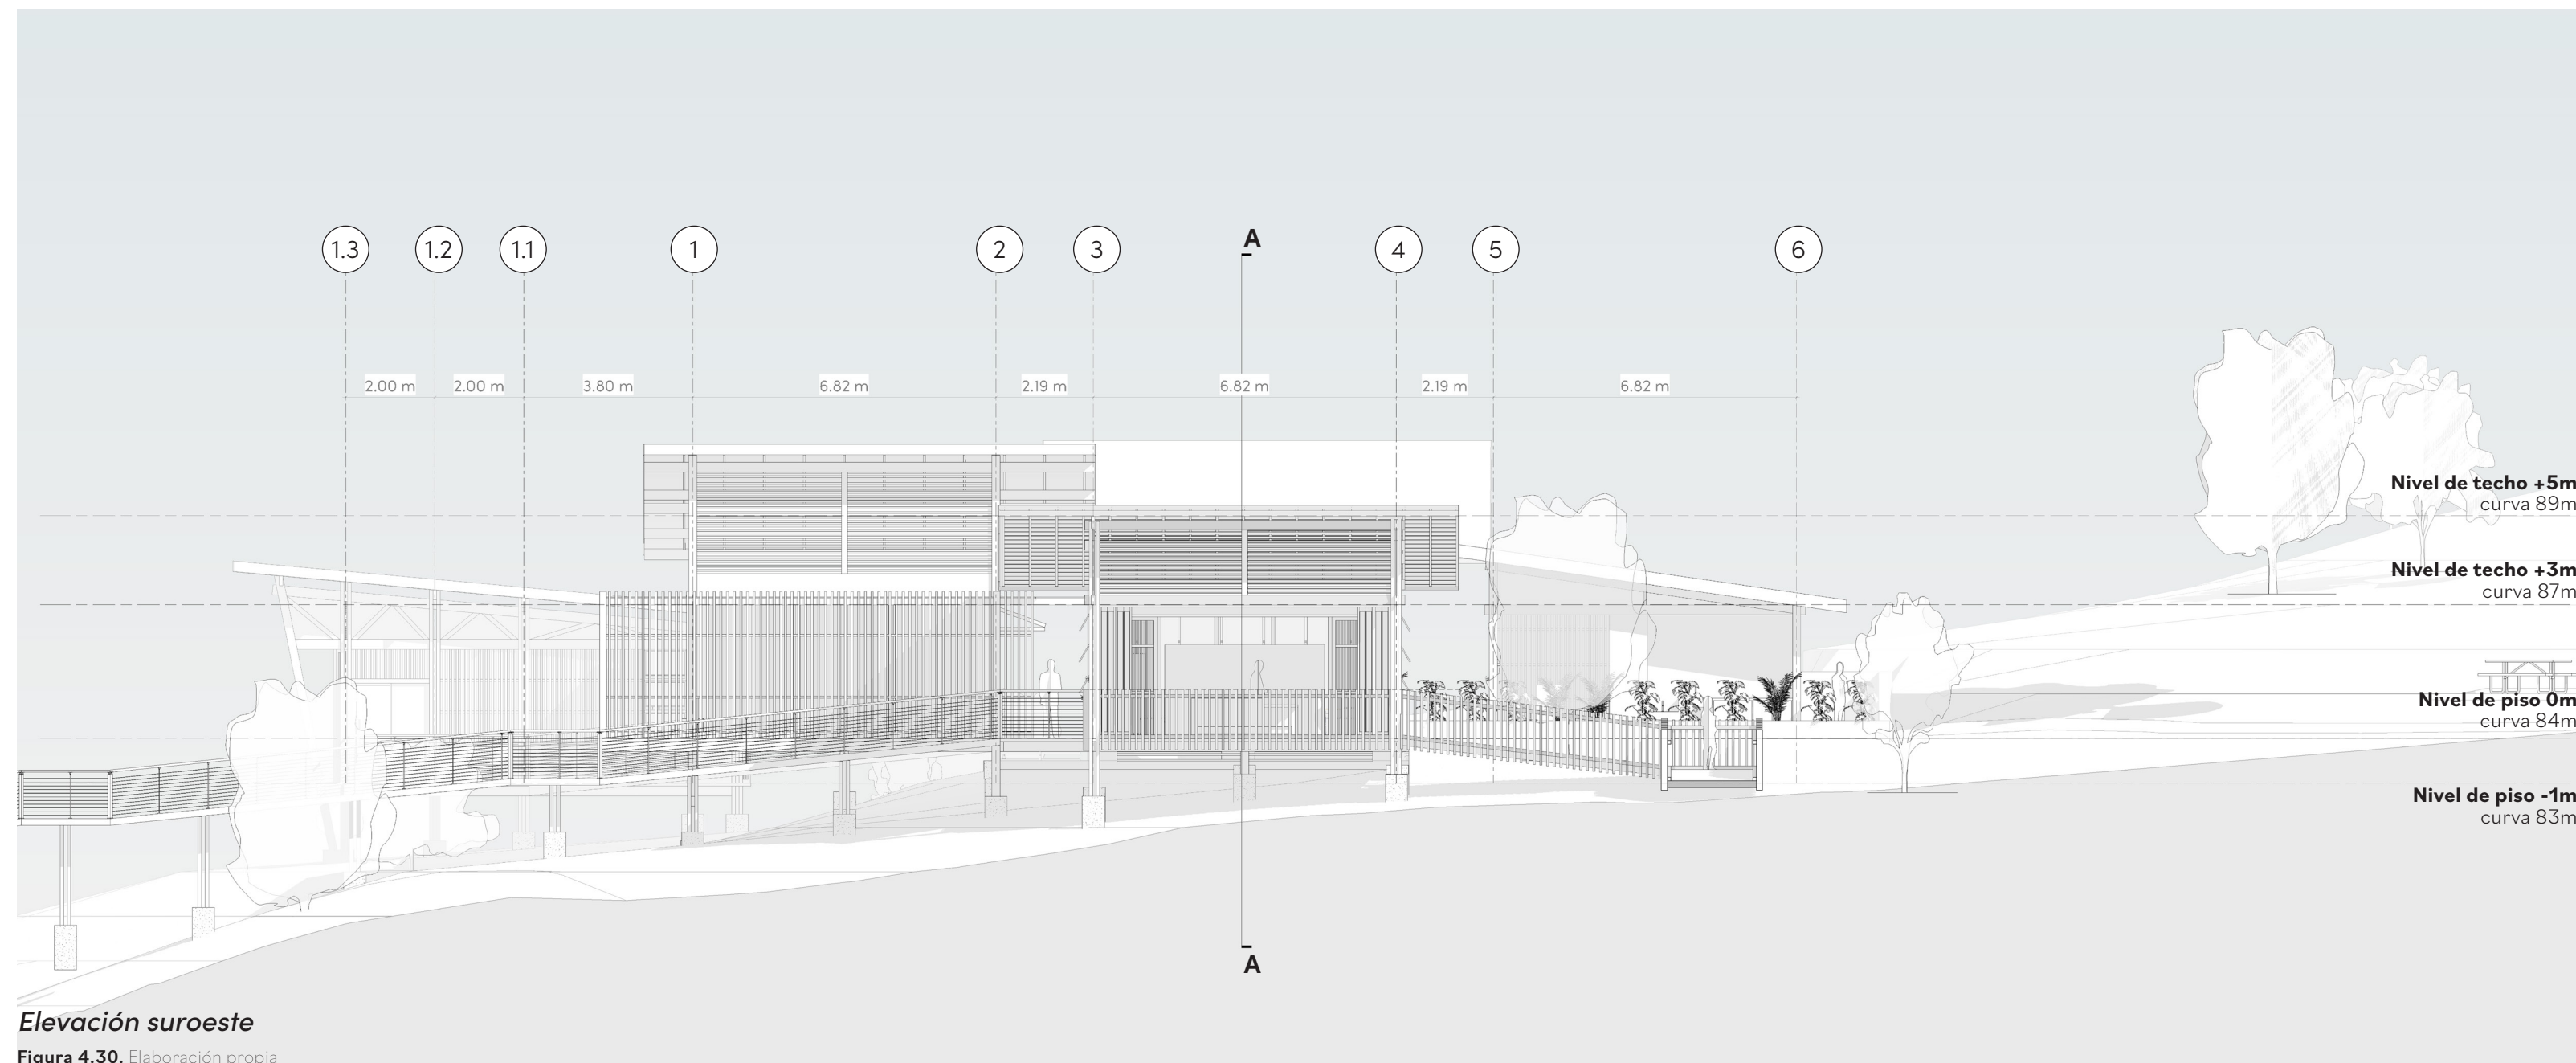 A
1.3 1.2 1.1 1 2 3 4 5 6
2.00 m 2.00 m 3.80 m 6.82 m 2.19 m 6.82 m 2.19 m 6.82 m
Nivel de techo +5m
curva 89m
Nivel de techo +3m
curva 87m
Nivel de piso 0m
curva 84m
Nivel de piso -1m
curva 83m
A
Elevación suroeste
Figura 4.30. Elaboración propia